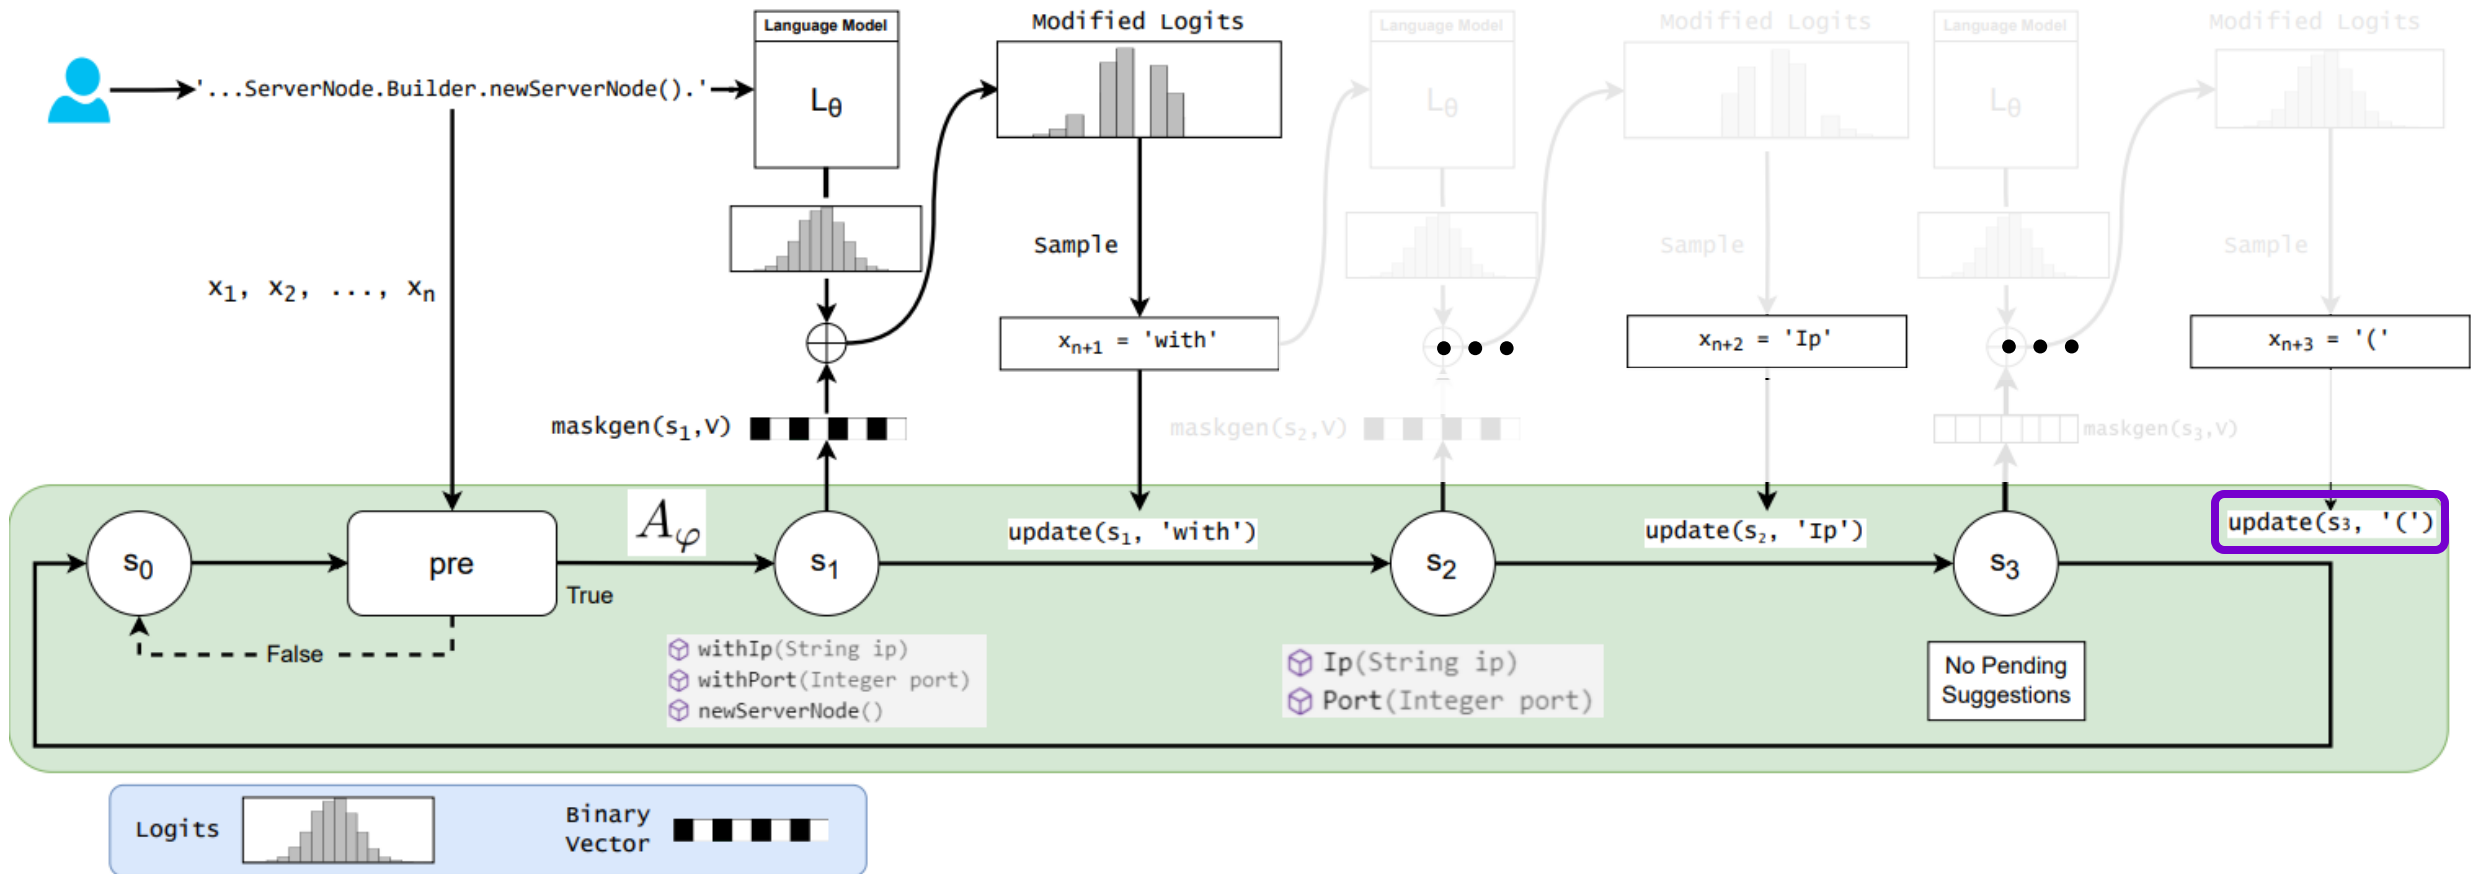 Language Model
Modified Logits
Language Model
Modified Logits
Language Model
Modified Logits
'...ServerNode.Builder.newServerNode().'
Lθ
Lθ
Lθ
Sample
Sample
Sample
x1, x2, ..., xn
xn+1 = 'with'
xn+2 = 'Ip'
xn+3 = '('
maskgen(s1,V)
maskgen(s2,V)
maskgen(s3,V)
Aφ
update(s1, 'with')
update(s2, 'Ip')
update(s3, '(')
s0
pre
True
s1
s2
s3
False
withIp(String ip)
withPort(Integer port)
newServerNode()
Ip(String ip)
Port(Integer port)
No Pending
Suggestions
Logits
Binary
Vector